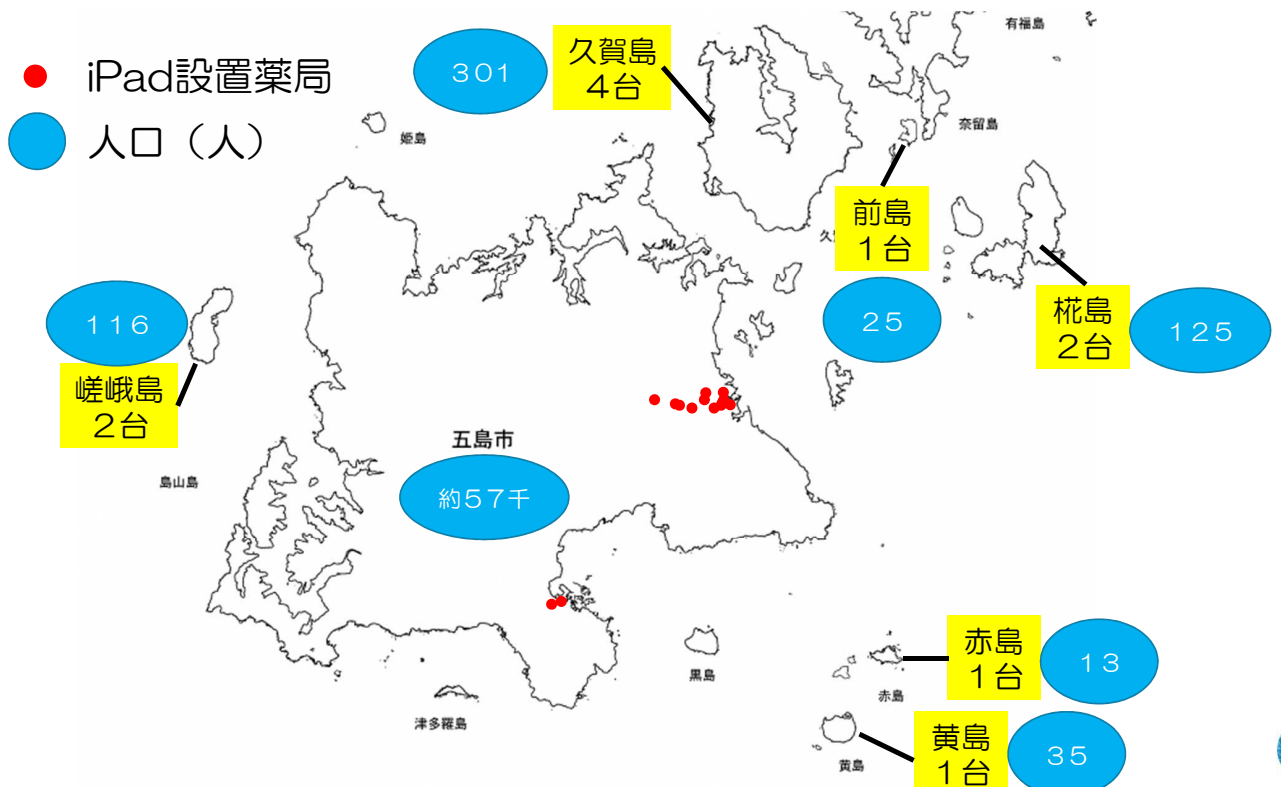 有福島
iPad設置薬局
301
久賀島
4台
人口（人）
姫島
奈留島
前島
1台
久
116
25
椛島
2台
125
嵯峨島
2台
五島市
島山島
約57千
赤島
1台
13
黒島
赤島
津多羅島
黄島
1台
35
黄島